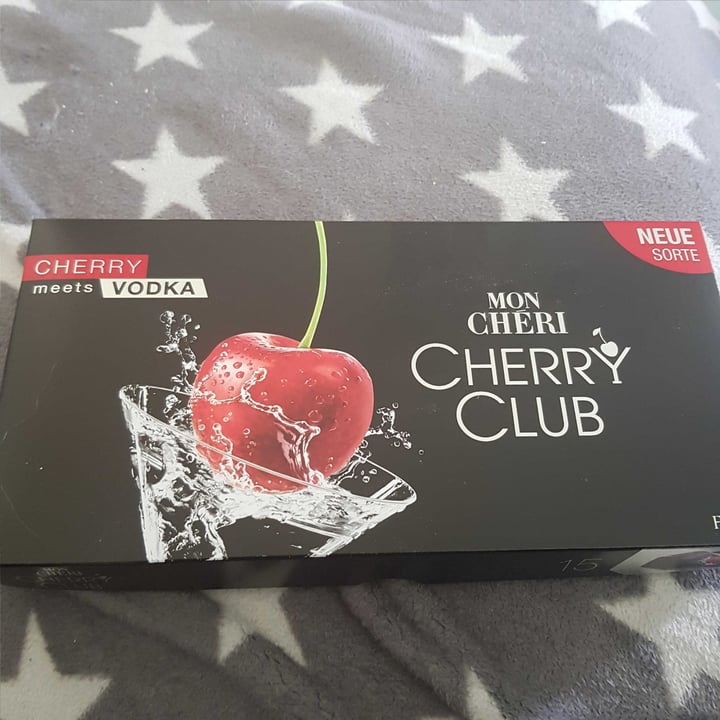 CHERRY
meets VODKA
NEUE
SORTE
MON
CHÉRI
CHERRY
CLUB
F
15